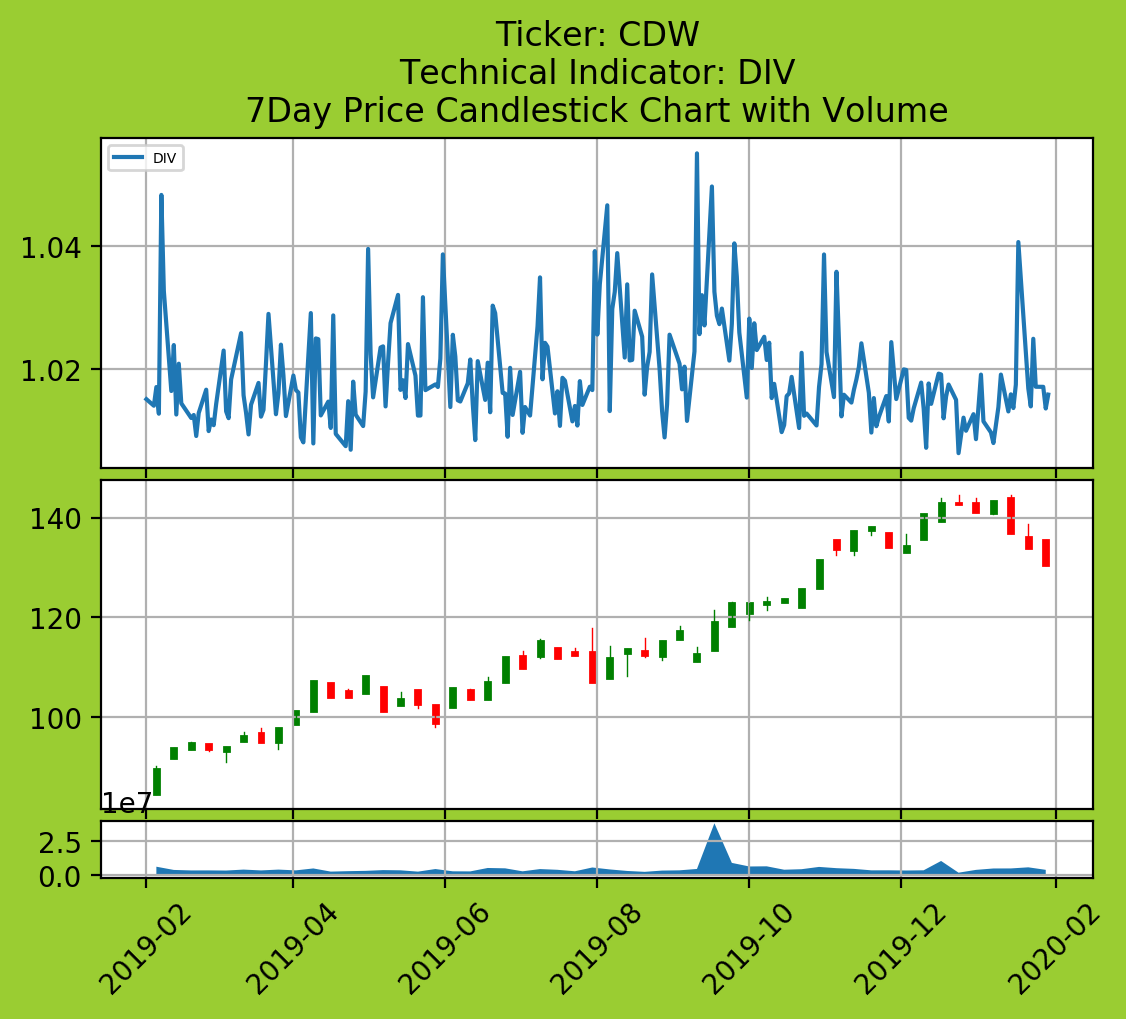 Ticker: CDW
Technical Indicator: DIV
7Day Price Candlestick Chart with Volume
DIV
1.04
1.02
140
120
100
1e7
2.5
0.0
2019-02
2019-04
2019-06
2019-08
2019-10
2019-12
2020-02